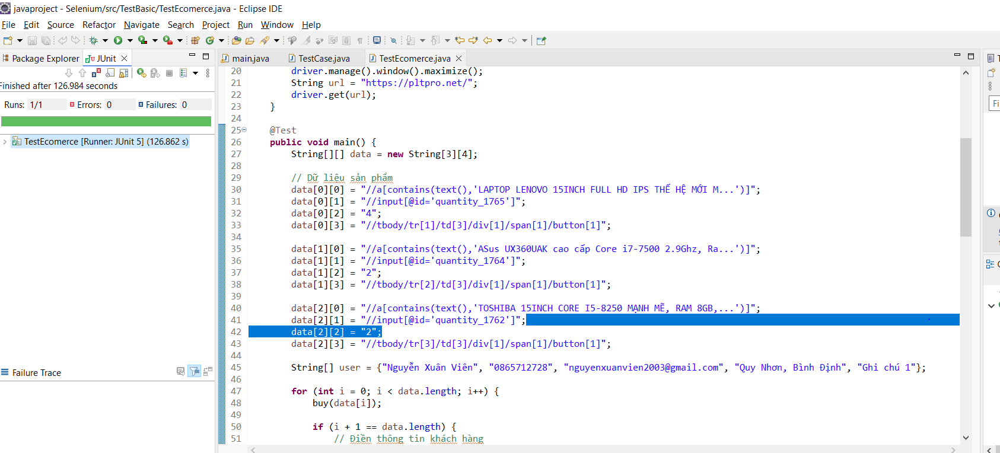 javaproject - Selenium/src/TestBasic/TestEcomerce.java - Eclipse IDE
File Edit Source Refactor Navigate Search Project Run Window Help
Package Explorer JUnit
Finished after 126.984 seconds
Runs: 1/1 Errors: 0 Failures: 0
TestEcomerce [Runner: JUnit 5] (126.862 s)
Failure Trace
main.java TestCase.java TestEcomerce.java
20 driver.manage().window().maximize();
21 String url = "https://pltpro.net/";
22 driver.get(url);
23 }
24
25 @Test
26 public void main() {
27 String[][] data = new String[3][4];
28
29 // Dữ liệu sản phẩm
30 data[0][0] = "//a[contains(text(),'LAPTOP LENOVO 15INCH FULL HD IPS THẾ HỆ MỚI M...')]";
31 data[0][1] = "//input[@id='quantity_1765']";
32 data[0][2] = "4";
33 data[0][3] = "//tbody/tr[1]/td[3]/div[1]/span[1]/button[1]";
34
35 data[1][0] = "//a[contains(text(),'ASus UX360UAK cao cấp Core i7-7500 2.9Ghz, Ra...')]";
36 data[1][1] = "//input[@id='quantity_1764']";
37 data[1][2] = "2";
38 data[1][3] = "//tbody/tr[2]/td[3]/div[1]/span[1]/button[1]";
39
40 data[2][0] = "//a[contains(text(),'TOSHIBA 15INCH CORE I5-8250 MẠNH MẼ, RAM 8GB,...')]";
41 data[2][1] = "//input[@id='quantity_1762']";
42 data[2][2] = "2";
43 data[2][3] = "//tbody/tr[3]/td[3]/div[1]/span[1]/button[1]";
44
45 String[] user = {"Nguyễn Xuân Viên", "0865712728", "nguyenxuanvien2003@gmail.com", "Quy Nhơn, Bình Định", "Ghi chú 1"};
46
47 for (int i = 0; i < data.length; i++) {
48 buy(data[i]);
49
50 if (i + 1 == data.length) {
51 // Điền thông tin khách hàng
Fi